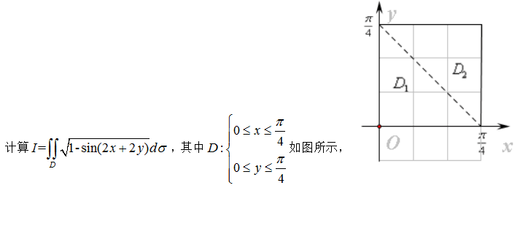 π/4 y
D₂
D₁
计算 I=∬_D √(1-sin(2x+2y))dσ，其中 D:{0≤x≤π/4, 0≤y≤π/4 如图所示，
O π/4 x